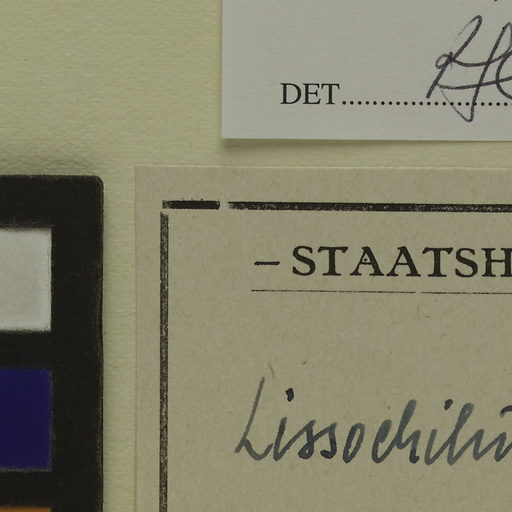 DET..........................
– STAATSH
Lissochilu